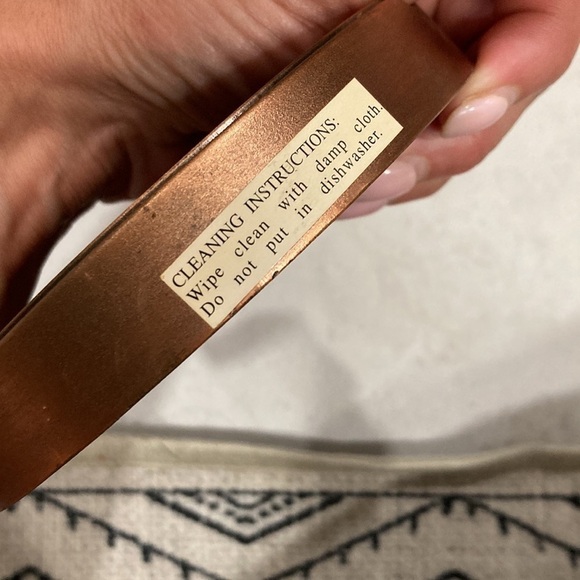 CLEANING INSTRUCTIONS:
Wipe clean with damp cloth.
Do not put in dishwasher.